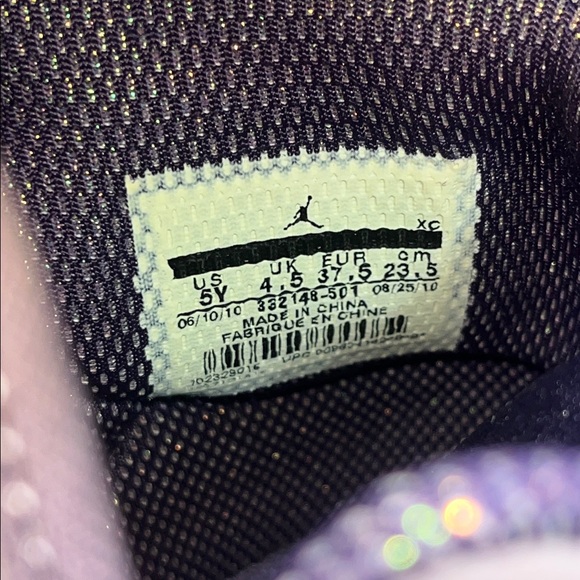 XC
US UK EUR cm
5Y 4.5 37.5 23.5
06/10/10 332148-501 08/25/10
MADE IN CHINA
FABRIQUE EN CHINE
UPC